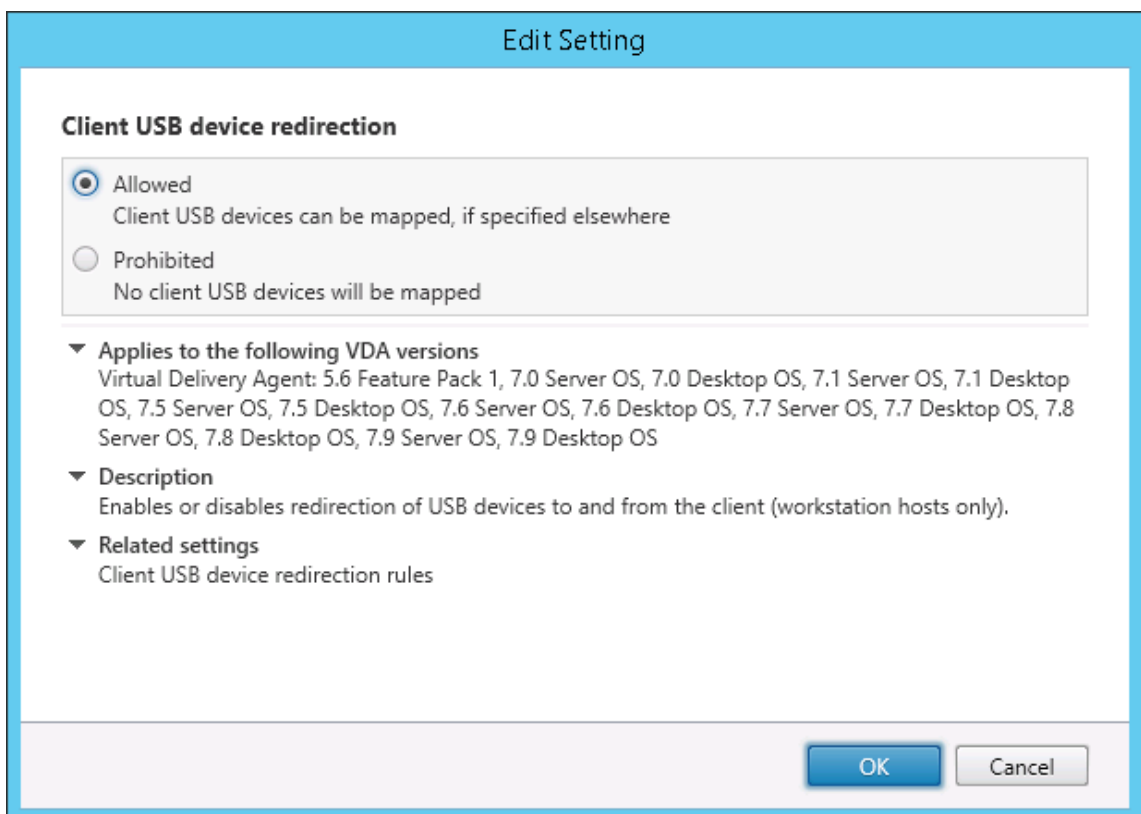 Edit Setting
Client USB device redirection
Allowed
Client USB devices can be mapped, if specified elsewhere
Prohibited
No client USB devices will be mapped
Applies to the following VDA versions
Virtual Delivery Agent: 5.6 Feature Pack 1, 7.0 Server OS, 7.0 Desktop OS, 7.1 Server OS, 7.1 Desktop
OS, 7.5 Server OS, 7.5 Desktop OS, 7.6 Server OS, 7.6 Desktop OS, 7.7 Server OS, 7.7 Desktop OS, 7.8
Server OS, 7.8 Desktop OS, 7.9 Server OS, 7.9 Desktop OS
Description
Enables or disables redirection of USB devices to and from the client (workstation hosts only).
Related settings
Client USB device redirection rules
OK
Cancel